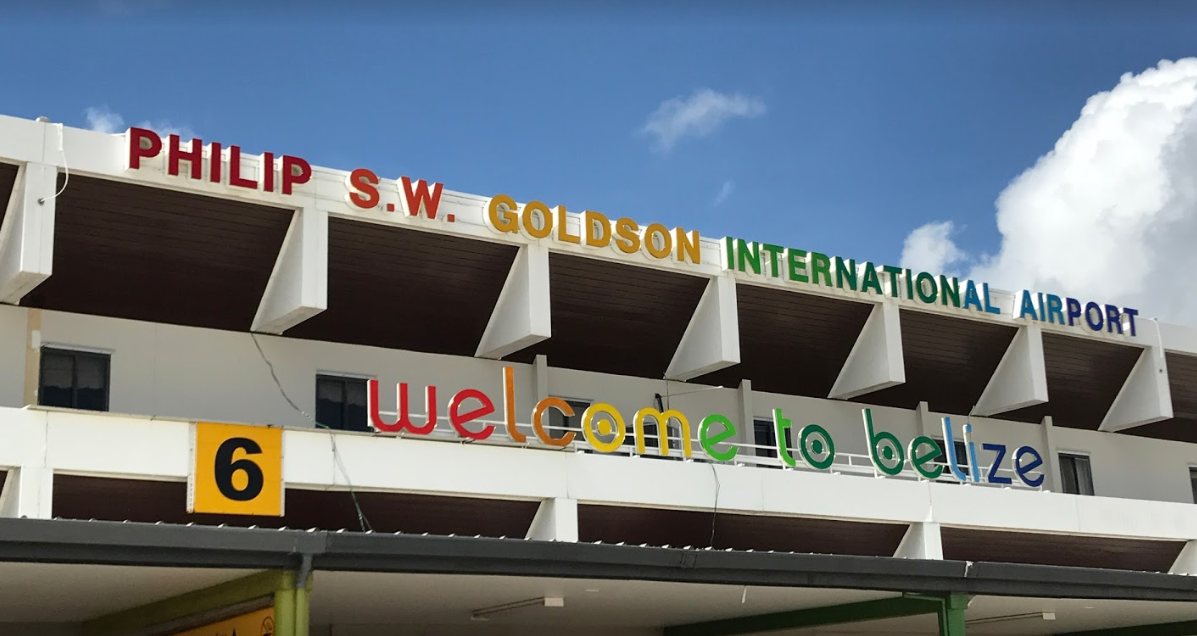 PHILIP S.W. GOLDSON INTERNATIONAL AIRPORT
welcome to belize
6